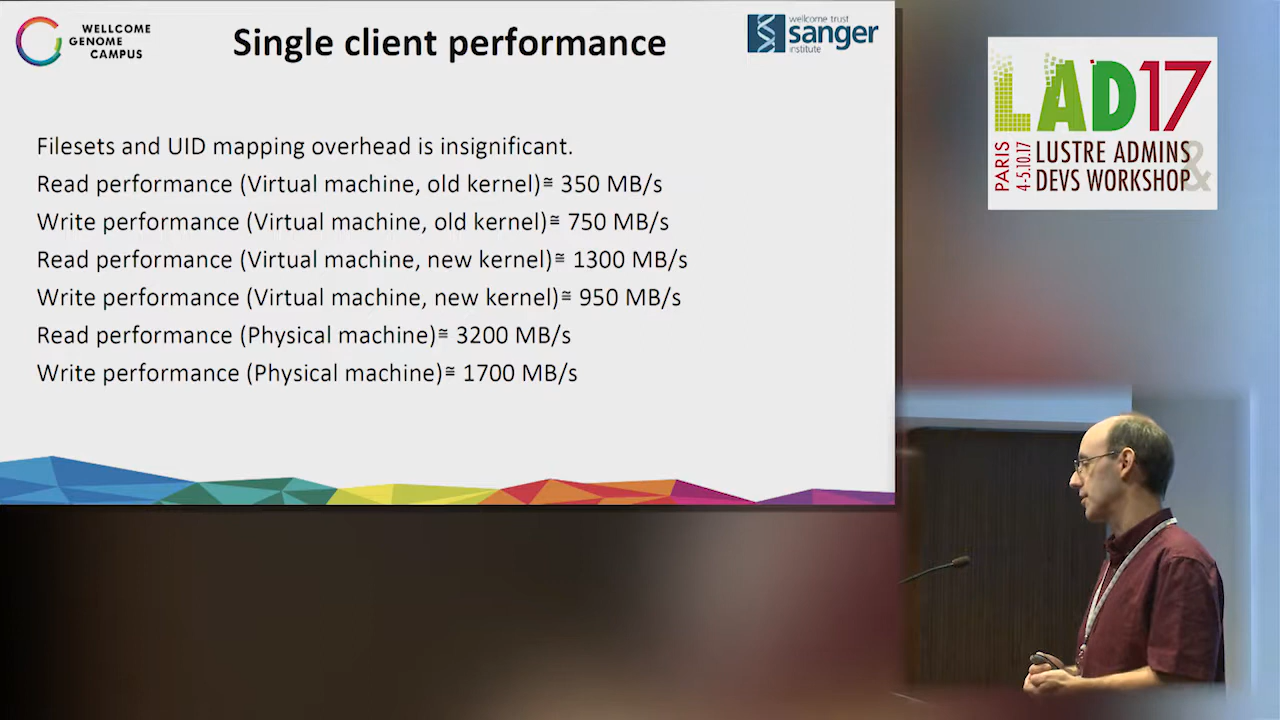 WELLCOME
GENOME
CAMPUS
Single client performance
wellcome trust
sanger
institute
Filesets and UID mapping overhead is insignificant.
Read performance (Virtual machine, old kernel)≅ 350 MB/s
Write performance (Virtual machine, old kernel)≅ 750 MB/s
Read performance (Virtual machine, new kernel)≅ 1300 MB/s
Write performance (Virtual machine, new kernel)≅ 950 MB/s
Read performance (Physical machine)≅ 3200 MB/s
Write performance (Physical machine)≅ 1700 MB/s
LAD17
PARIS
4-5.10.17
LUSTRE ADMINS &
DEVS WORKSHOP